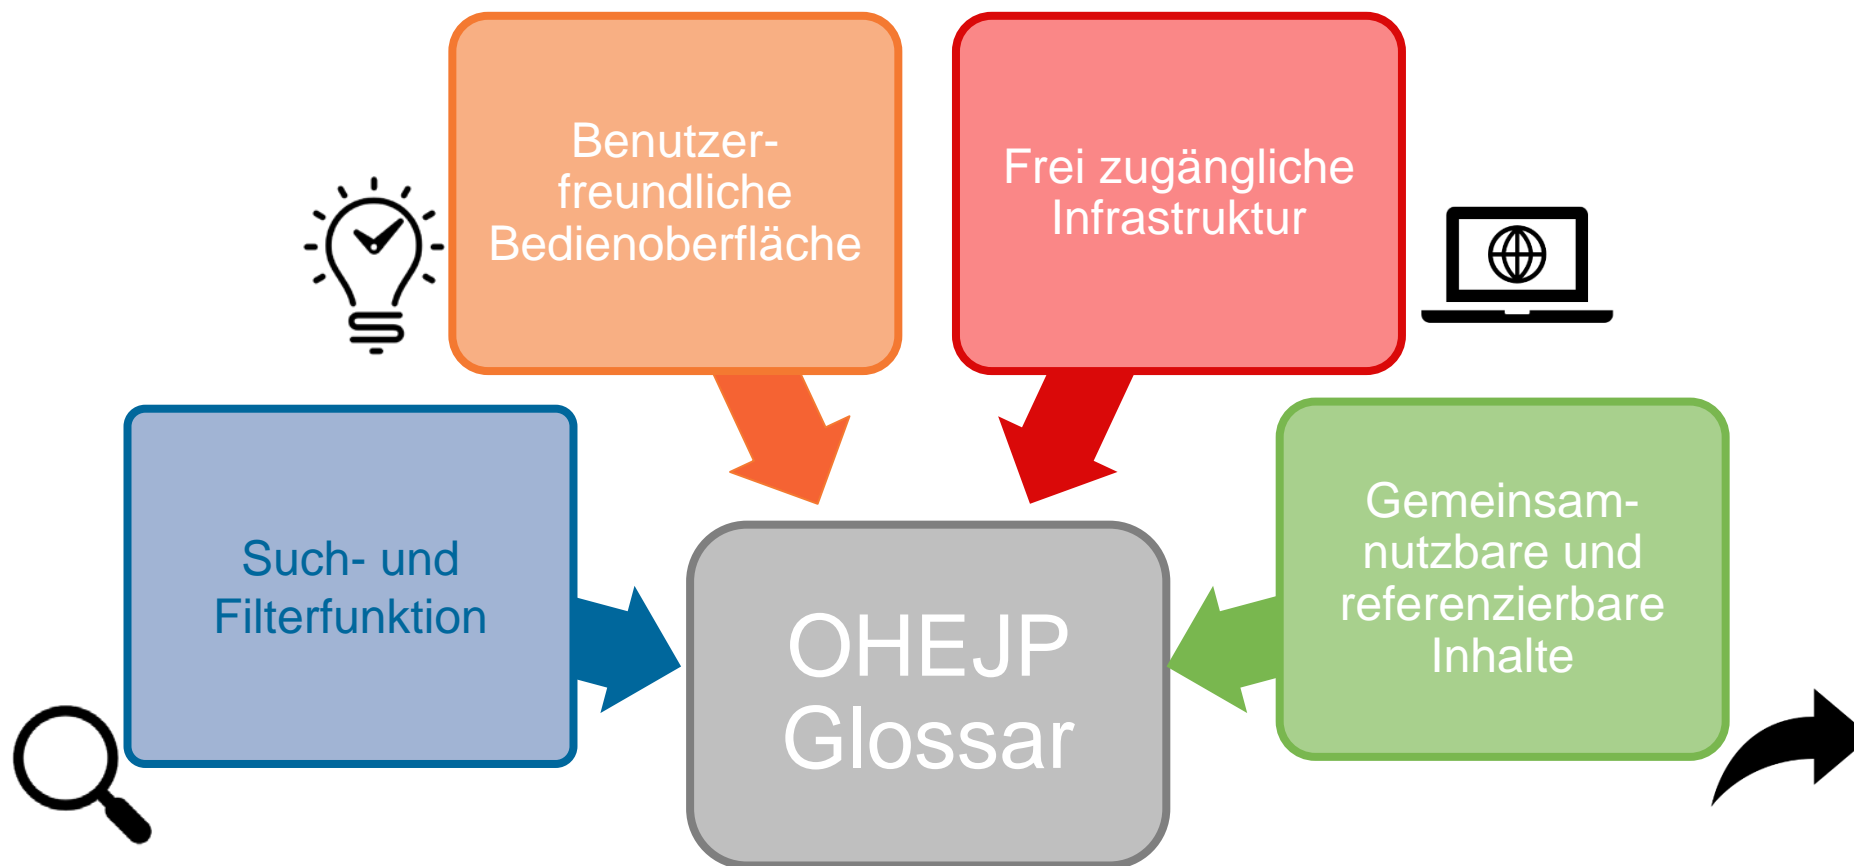 Benutzer-
freundliche
Bedienoberfläche
Frei zugängliche
Infrastruktur
Such- und
Filterfunktion
Gemeinsam-
nutzbare und
referenzierbare
Inhalte
OHEJP
Glossar